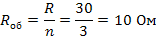 R_об = R/n = 30/3 = 10 Ом